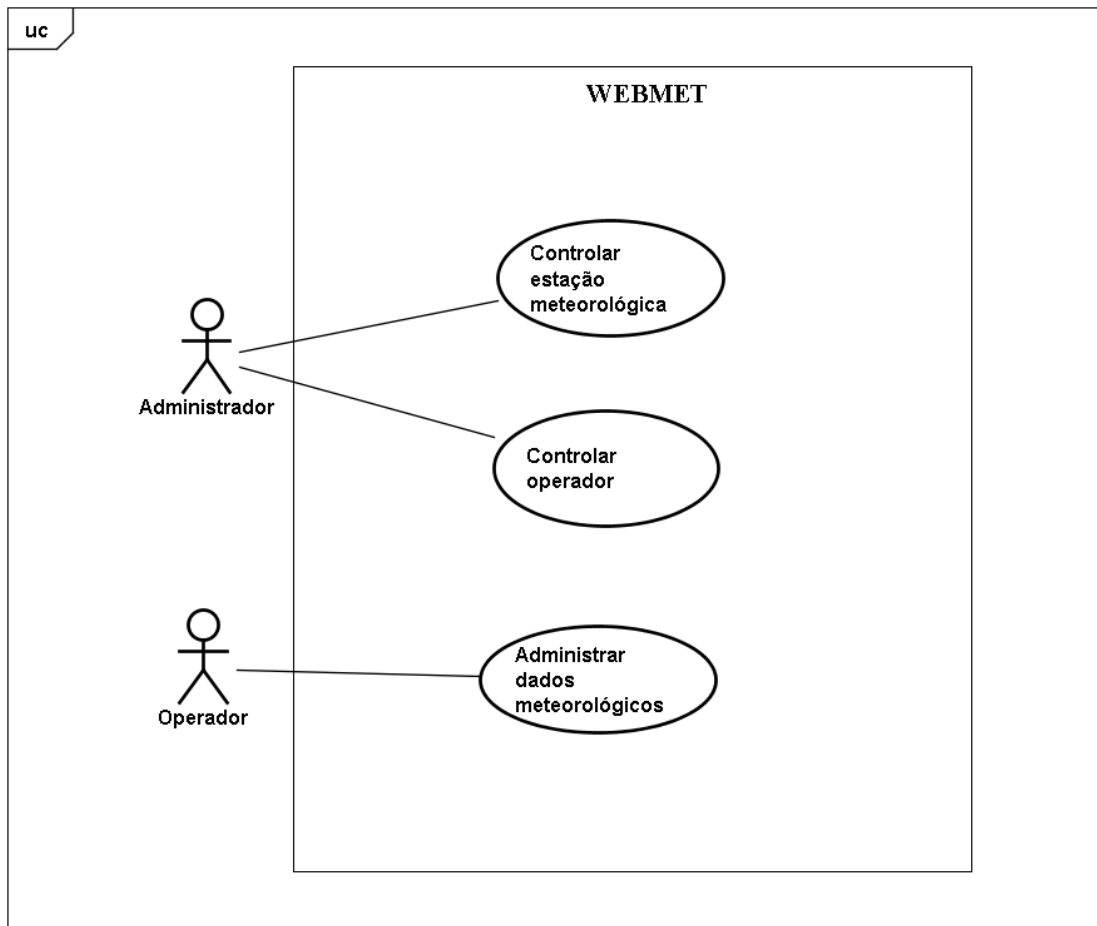 uc
WEBMET
Controlar
estação
meteorológica
Administrador
Controlar
operador
Administrar
dados
meteorológicos
Operador